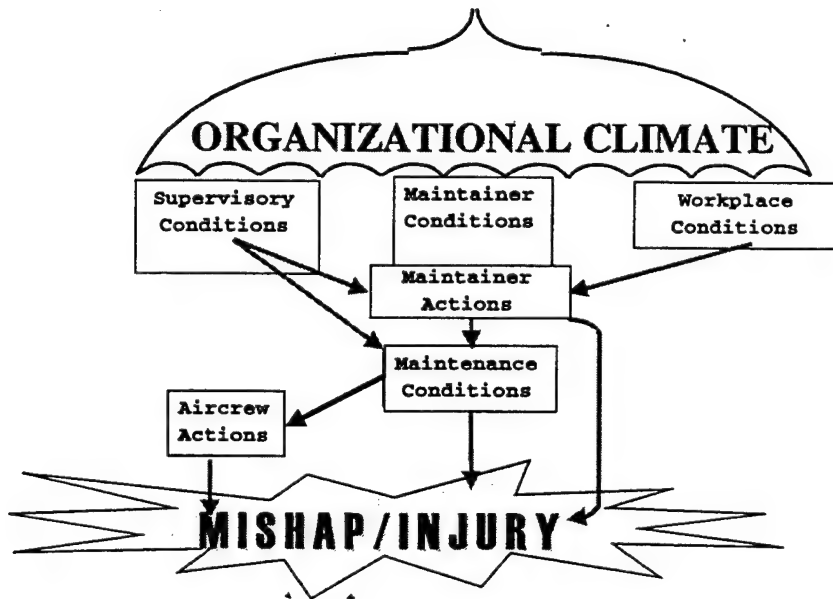 ORGANIZATIONAL CLIMATE
Supervisory
Conditions
Maintainer
Conditions
Workplace
Conditions
Maintainer
Actions
Maintenance
Conditions
Aircrew
Actions
MISHAP/INJURY